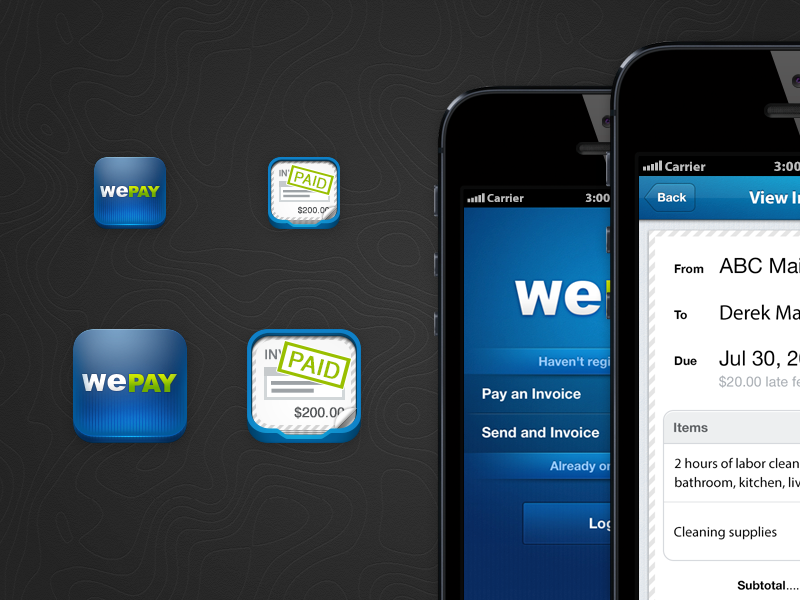 wePAY
INV
PAID
$200.00
wePAY
INV
PAID
$200.00
Carrier
3:00
we
Haven't regi
Pay an Invoice
Send and Invoice
Already or
Log
Carrier
3:00
Back
View In
From ABC Mai
To Derek Ma
Due Jul 30, 20
$20.00 late fe
Items
2 hours of labor clean
bathroom, kitchen, liv
Cleaning supplies
Subtotal....